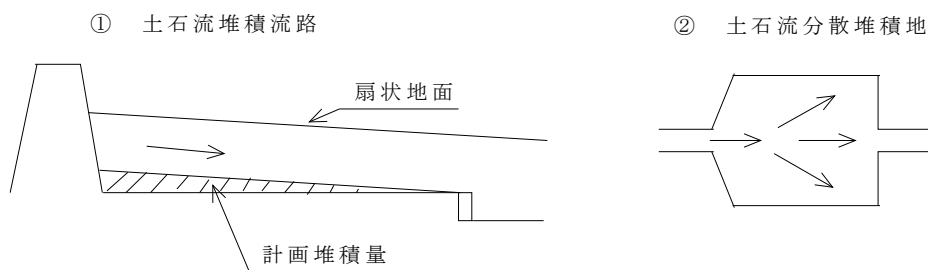 ① 土石流堆積流路
② 土石流分散堆積地
扇状地面
計画堆積量